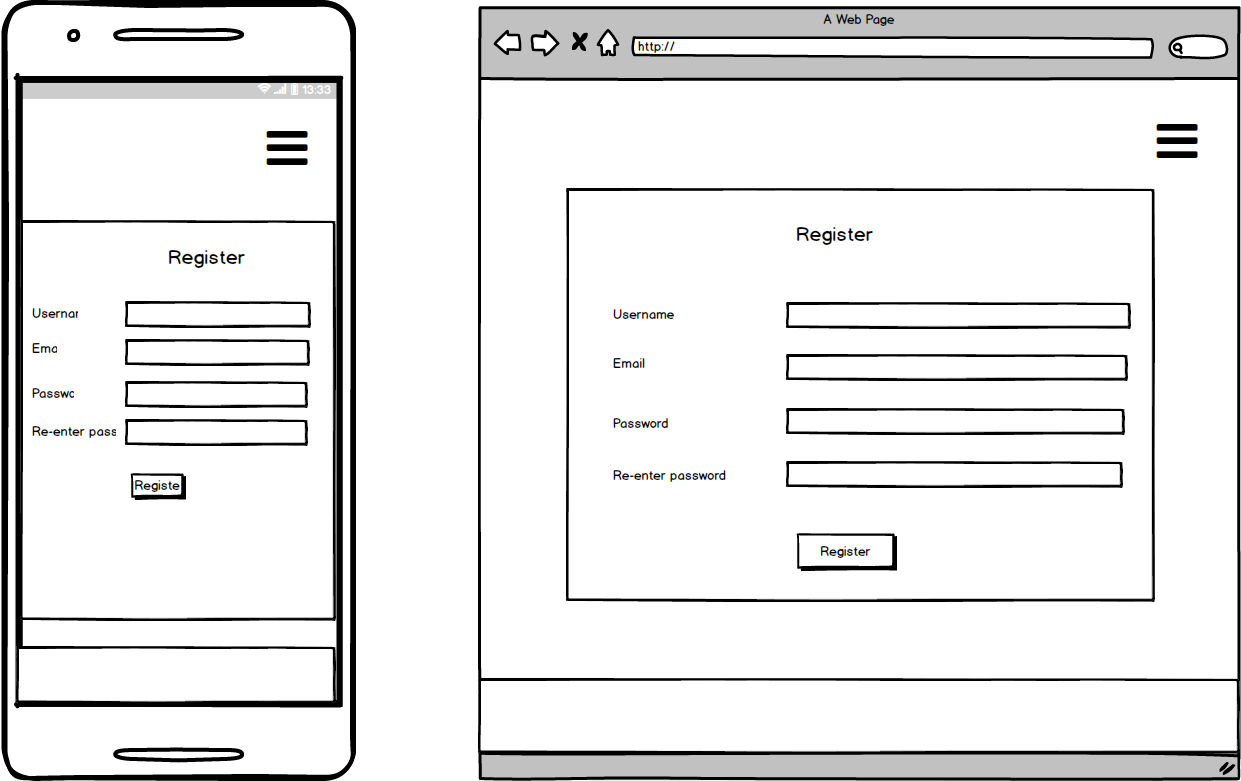 13:33
Register
Usernar
Ema
Passwo
Re-enter pass
Registe
A Web Page
http://
Register
Username
Email
Password
Re-enter password
Register